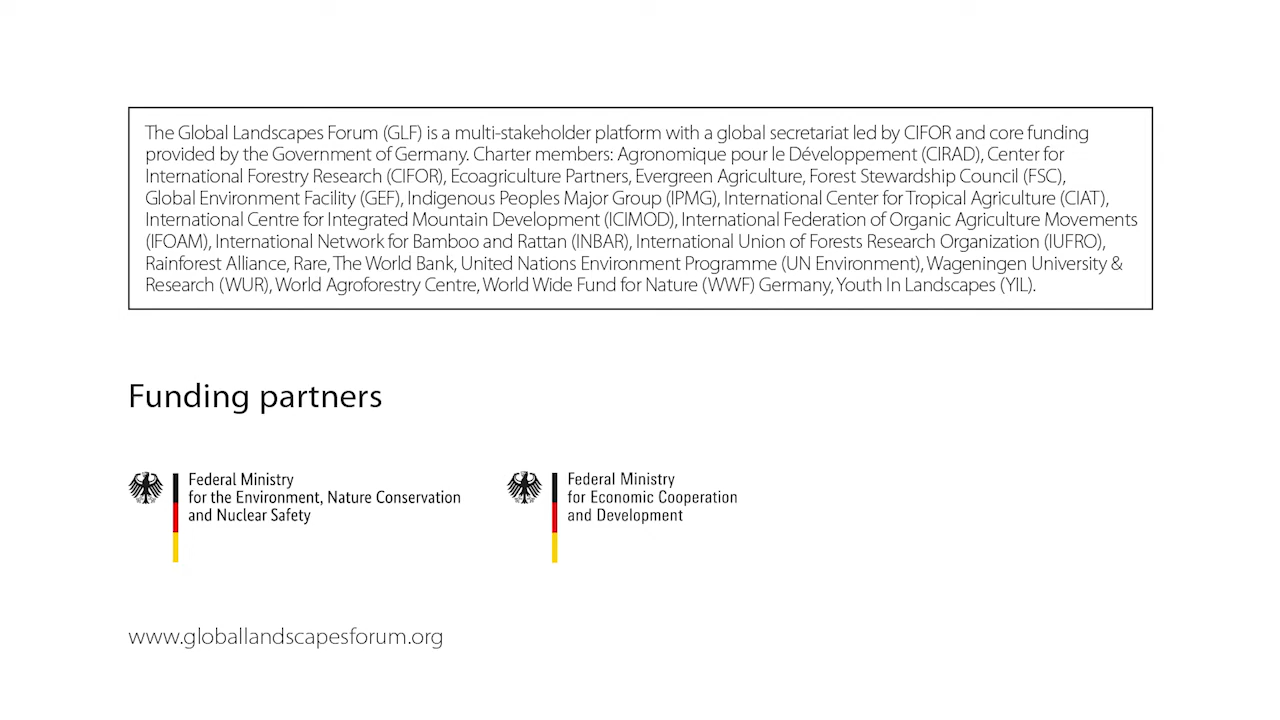 The Global Landscapes Forum (GLF) is a multi-stakeholder platform with a global secretariat led by CIFOR and core funding
provided by the Government of Germany. Charter members: Agronomique pour le Développement (CIRAD), Center for
International Forestry Research (CIFOR), Ecoagriculture Partners, Evergreen Agriculture, Forest Stewardship Council (FSC),
Global Environment Facility (GEF), Indigenous Peoples Major Group (IPMG), International Center for Tropical Agriculture (CIAT),
International Centre for Integrated Mountain Development (ICIMOD), International Federation of Organic Agriculture Movements
(IFOAM), International Network for Bamboo and Rattan (INBAR), International Union of Forests Research Organization (IUFRO),
Rainforest Alliance, Rare, The World Bank, United Nations Environment Programme (UN Environment), Wageningen University &
Research (WUR), World Agroforestry Centre, World Wide Fund for Nature (WWF) Germany, Youth In Landscapes (YIL).
Funding partners
Federal Ministry
for the Environment, Nature Conservation
and Nuclear Safety
Federal Ministry
for Economic Cooperation
and Development
www.globallandscapesforum.org